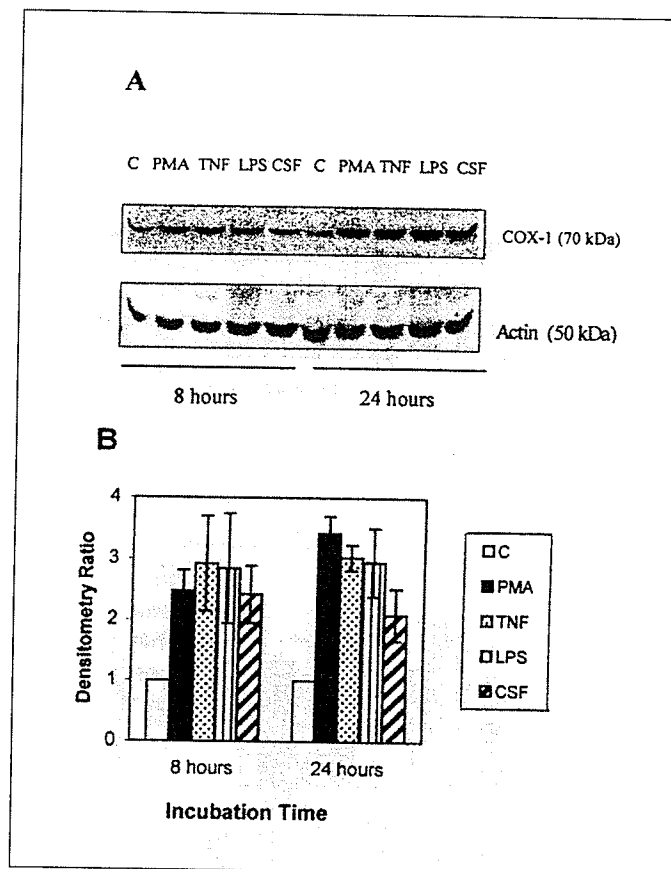 A
C PMA TNF LPS CSF C PMA TNF LPS CSF
COX-1 (70 kDa)
Actin (50 kDa)
8 hours 24 hours
B
4
3
2
1
0
Densitometry Ratio
8 hours 24 hours
Incubation Time
C
PMA
TNF
LPS
CSF